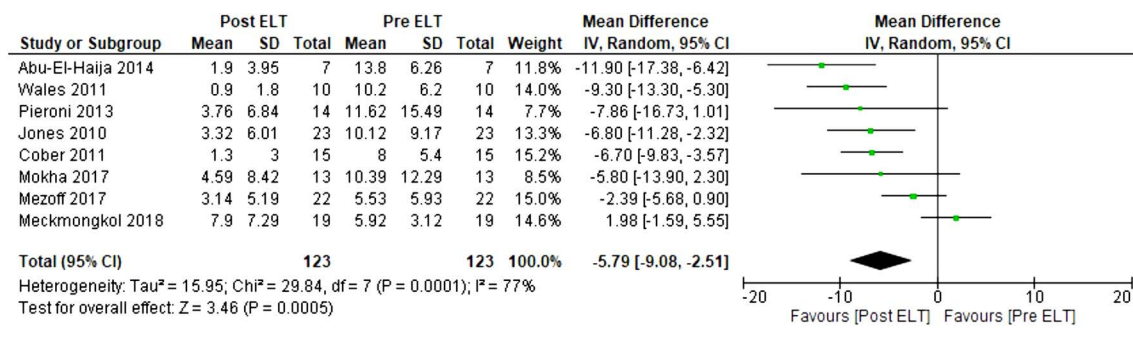 Post ELT Pre ELT Mean Difference Mean Difference
Study or Subgroup Mean SD Total Mean SD Total Weight IV, Random, 95% CI IV, Random, 95% CI
Abu-El-Haija 2014 1.9 3.95 7 13.8 6.26 7 11.8% -11.90 [-17.38, -6.42]
Wales 2011 0.9 1.8 10 10.2 6.2 10 14.0% -9.30 [-13.30, -5.30]
Pieroni 2013 3.76 6.84 14 11.62 15.49 14 7.7% -7.86 [-16.73, 1.01]
Jones 2010 3.32 6.01 23 10.12 9.17 23 13.3% -6.80 [-11.28, -2.32]
Cober 2011 1.3 3 15 8 5.4 15 15.2% -6.70 [-9.83, -3.57]
Mokha 2017 4.59 8.42 13 10.39 12.29 13 8.5% -5.80 [-13.90, 2.30]
Mezoff 2017 3.14 5.19 22 5.53 5.93 22 15.0% -2.39 [-5.68, 0.90]
Meckmongkol 2018 7.9 7.29 19 5.92 3.12 19 14.6% 1.98 [-1.59, 5.55]
Total (95% CI) 123 123 100.0% -5.79 [-9.08, -2.51]
Heterogeneity: Tau² = 15.95; Chi² = 29.84, df = 7 (P = 0.0001); I² = 77%
Test for overall effect: Z = 3.46 (P = 0.0005)
-20 -10 0 10 20
Favours [Post ELT] Favours [Pre ELT]